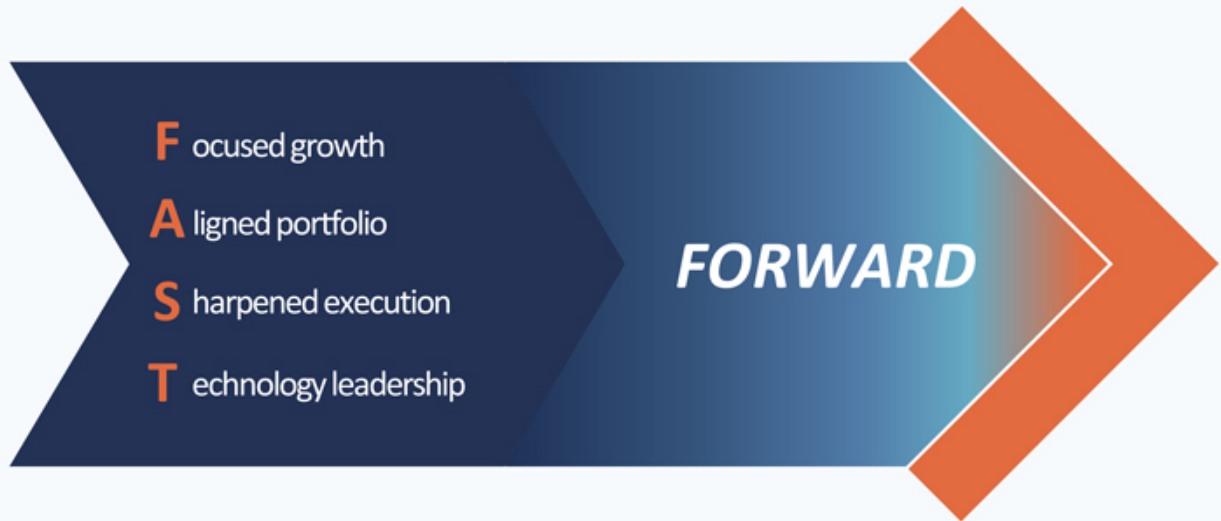 Focused growth
Aligned portfolio
Sharpened execution
Technology leadership
FORWARD